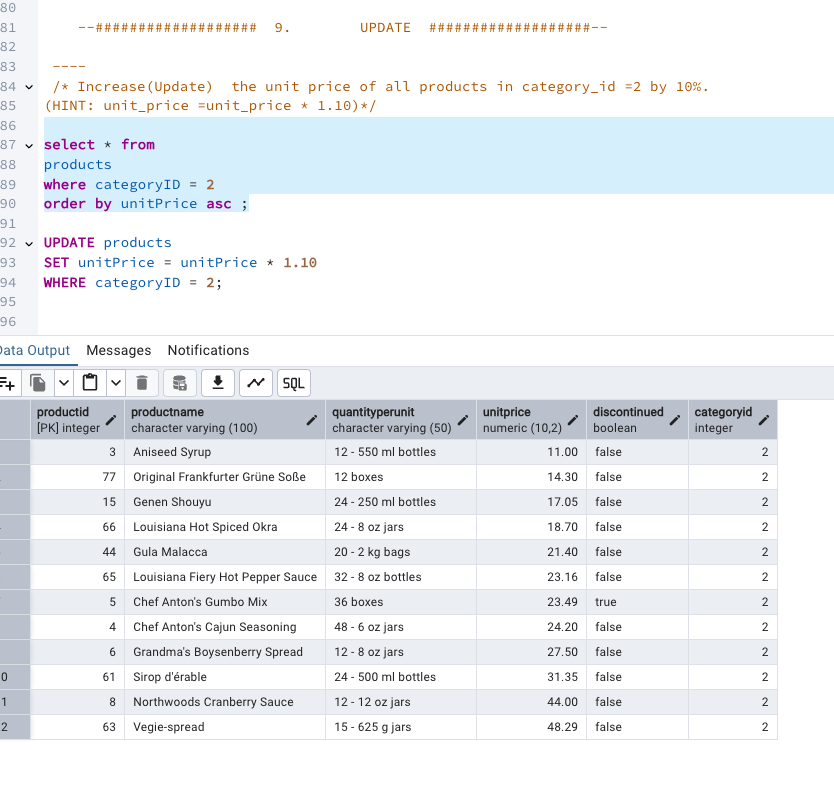 80
81 --################### 9. UPDATE ###################--
82
83 ----
84 /* Increase(Update) the unit price of all products in category_id =2 by 10%.
85 (HINT: unit_price =unit_price * 1.10)*/
86
87 select * from
88 products
89 where categoryID = 2
90 order by unitPrice asc ;
91
92 UPDATE products
93 SET unitPrice = unitPrice * 1.10
94 WHERE categoryID = 2;
95
96
Data Output Messages Notifications
SQL
productid productname quantityperunit unitprice discontinued categoryid
[PK] integer character varying (100) character varying (50) numeric (10,2) boolean integer
3 Aniseed Syrup 12 - 550 ml bottles 11.00 false 2
77 Original Frankfurter Grüne Soße 12 boxes 14.30 false 2
15 Genen Shouyu 24 - 250 ml bottles 17.05 false 2
66 Louisiana Hot Spiced Okra 24 - 8 oz jars 18.70 false 2
44 Gula Malacca 20 - 2 kg bags 21.40 false 2
65 Louisiana Fiery Hot Pepper Sauce 32 - 8 oz bottles 23.16 false 2
5 Chef Anton's Gumbo Mix 36 boxes 23.49 true 2
4 Chef Anton's Cajun Seasoning 48 - 6 oz jars 24.20 false 2
6 Grandma's Boysenberry Spread 12 - 8 oz jars 27.50 false 2
0 61 Sirop d'érable 24 - 500 ml bottles 31.35 false 2
1 8 Northwoods Cranberry Sauce 12 - 12 oz jars 44.00 false 2
2 63 Vegie-spread 15 - 625 g jars 48.29 false 2